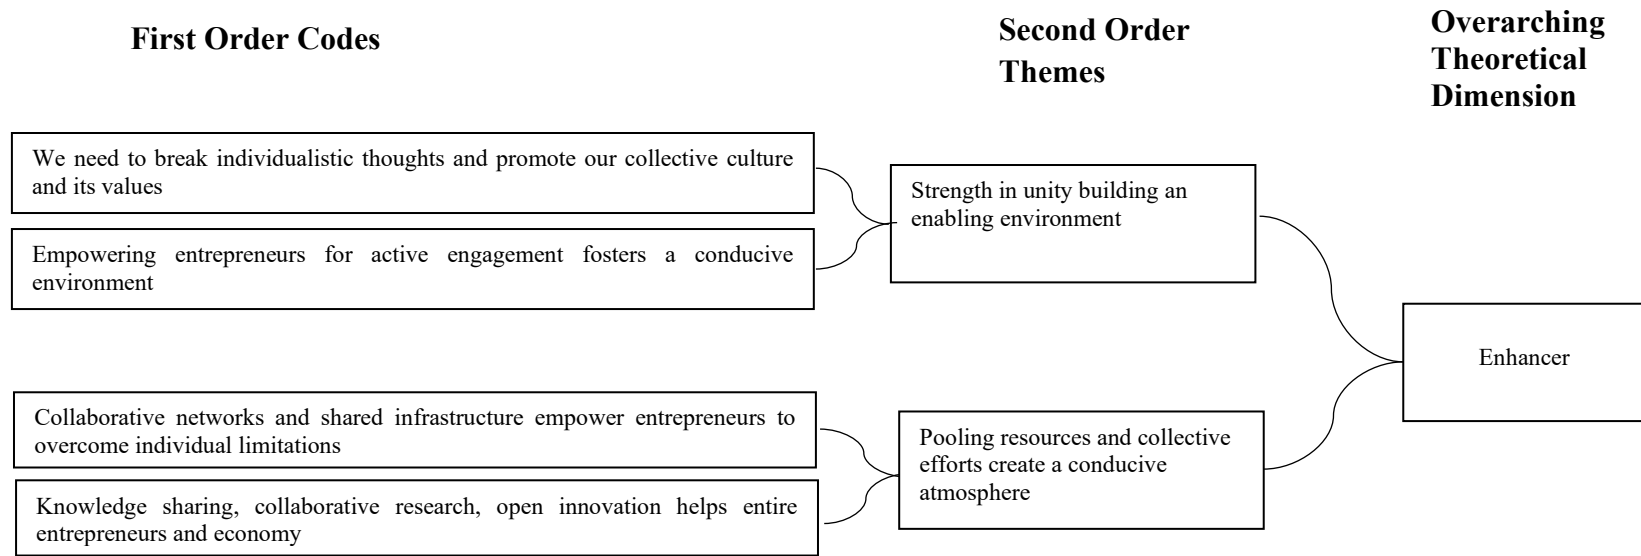 First Order Codes
Second Order
Themes
Overarching
Theoretical
Dimension
We need to break individualistic thoughts and promote our collective culture
and its values
Empowering entrepreneurs for active engagement fosters a conducive
environment
Strength in unity building an
enabling environment
Collaborative networks and shared infrastructure empower entrepreneurs to
overcome individual limitations
Knowledge sharing, collaborative research, open innovation helps entire
entrepreneurs and economy
Pooling resources and collective
efforts create a conducive
atmosphere
Enhancer